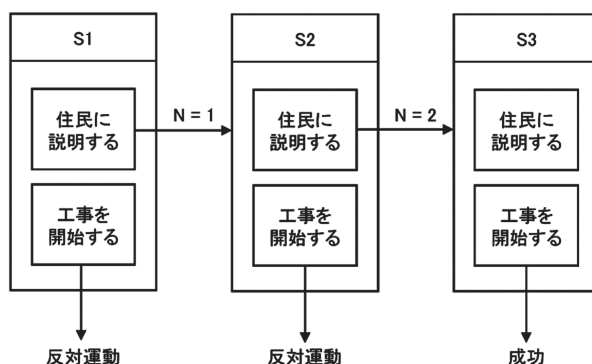 S1
S2
S3
住民に
説明する
N = 1
住民に
説明する
N = 2
住民に
説明する
工事を
開始する
工事を
開始する
工事を
開始する
反対運動
反対運動
成功